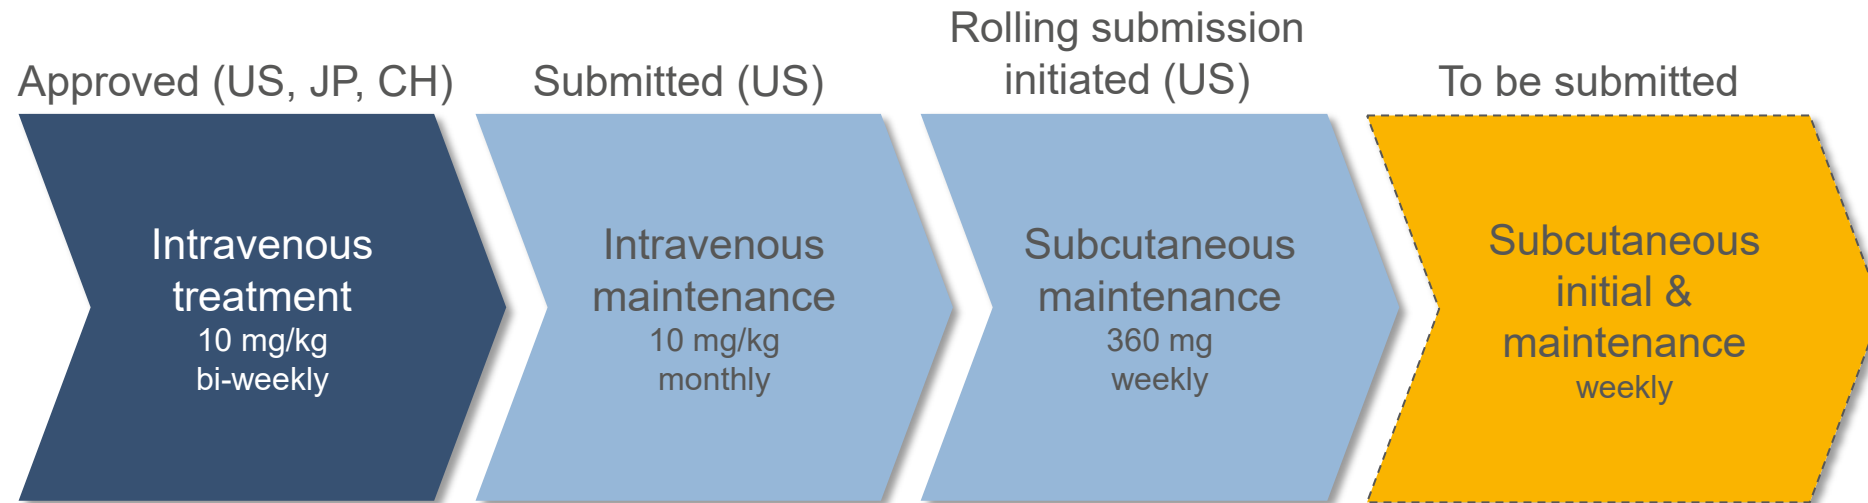 Approved (US, JP, CH)
Intravenous
treatment
10 mg/kg
bi-weekly
Submitted (US)
Intravenous
maintenance
10 mg/kg
monthly
Rolling submission
initiated (US)
Subcutaneous
maintenance
360 mg
weekly
To be submitted
Subcutaneous
initial &
maintenance
weekly